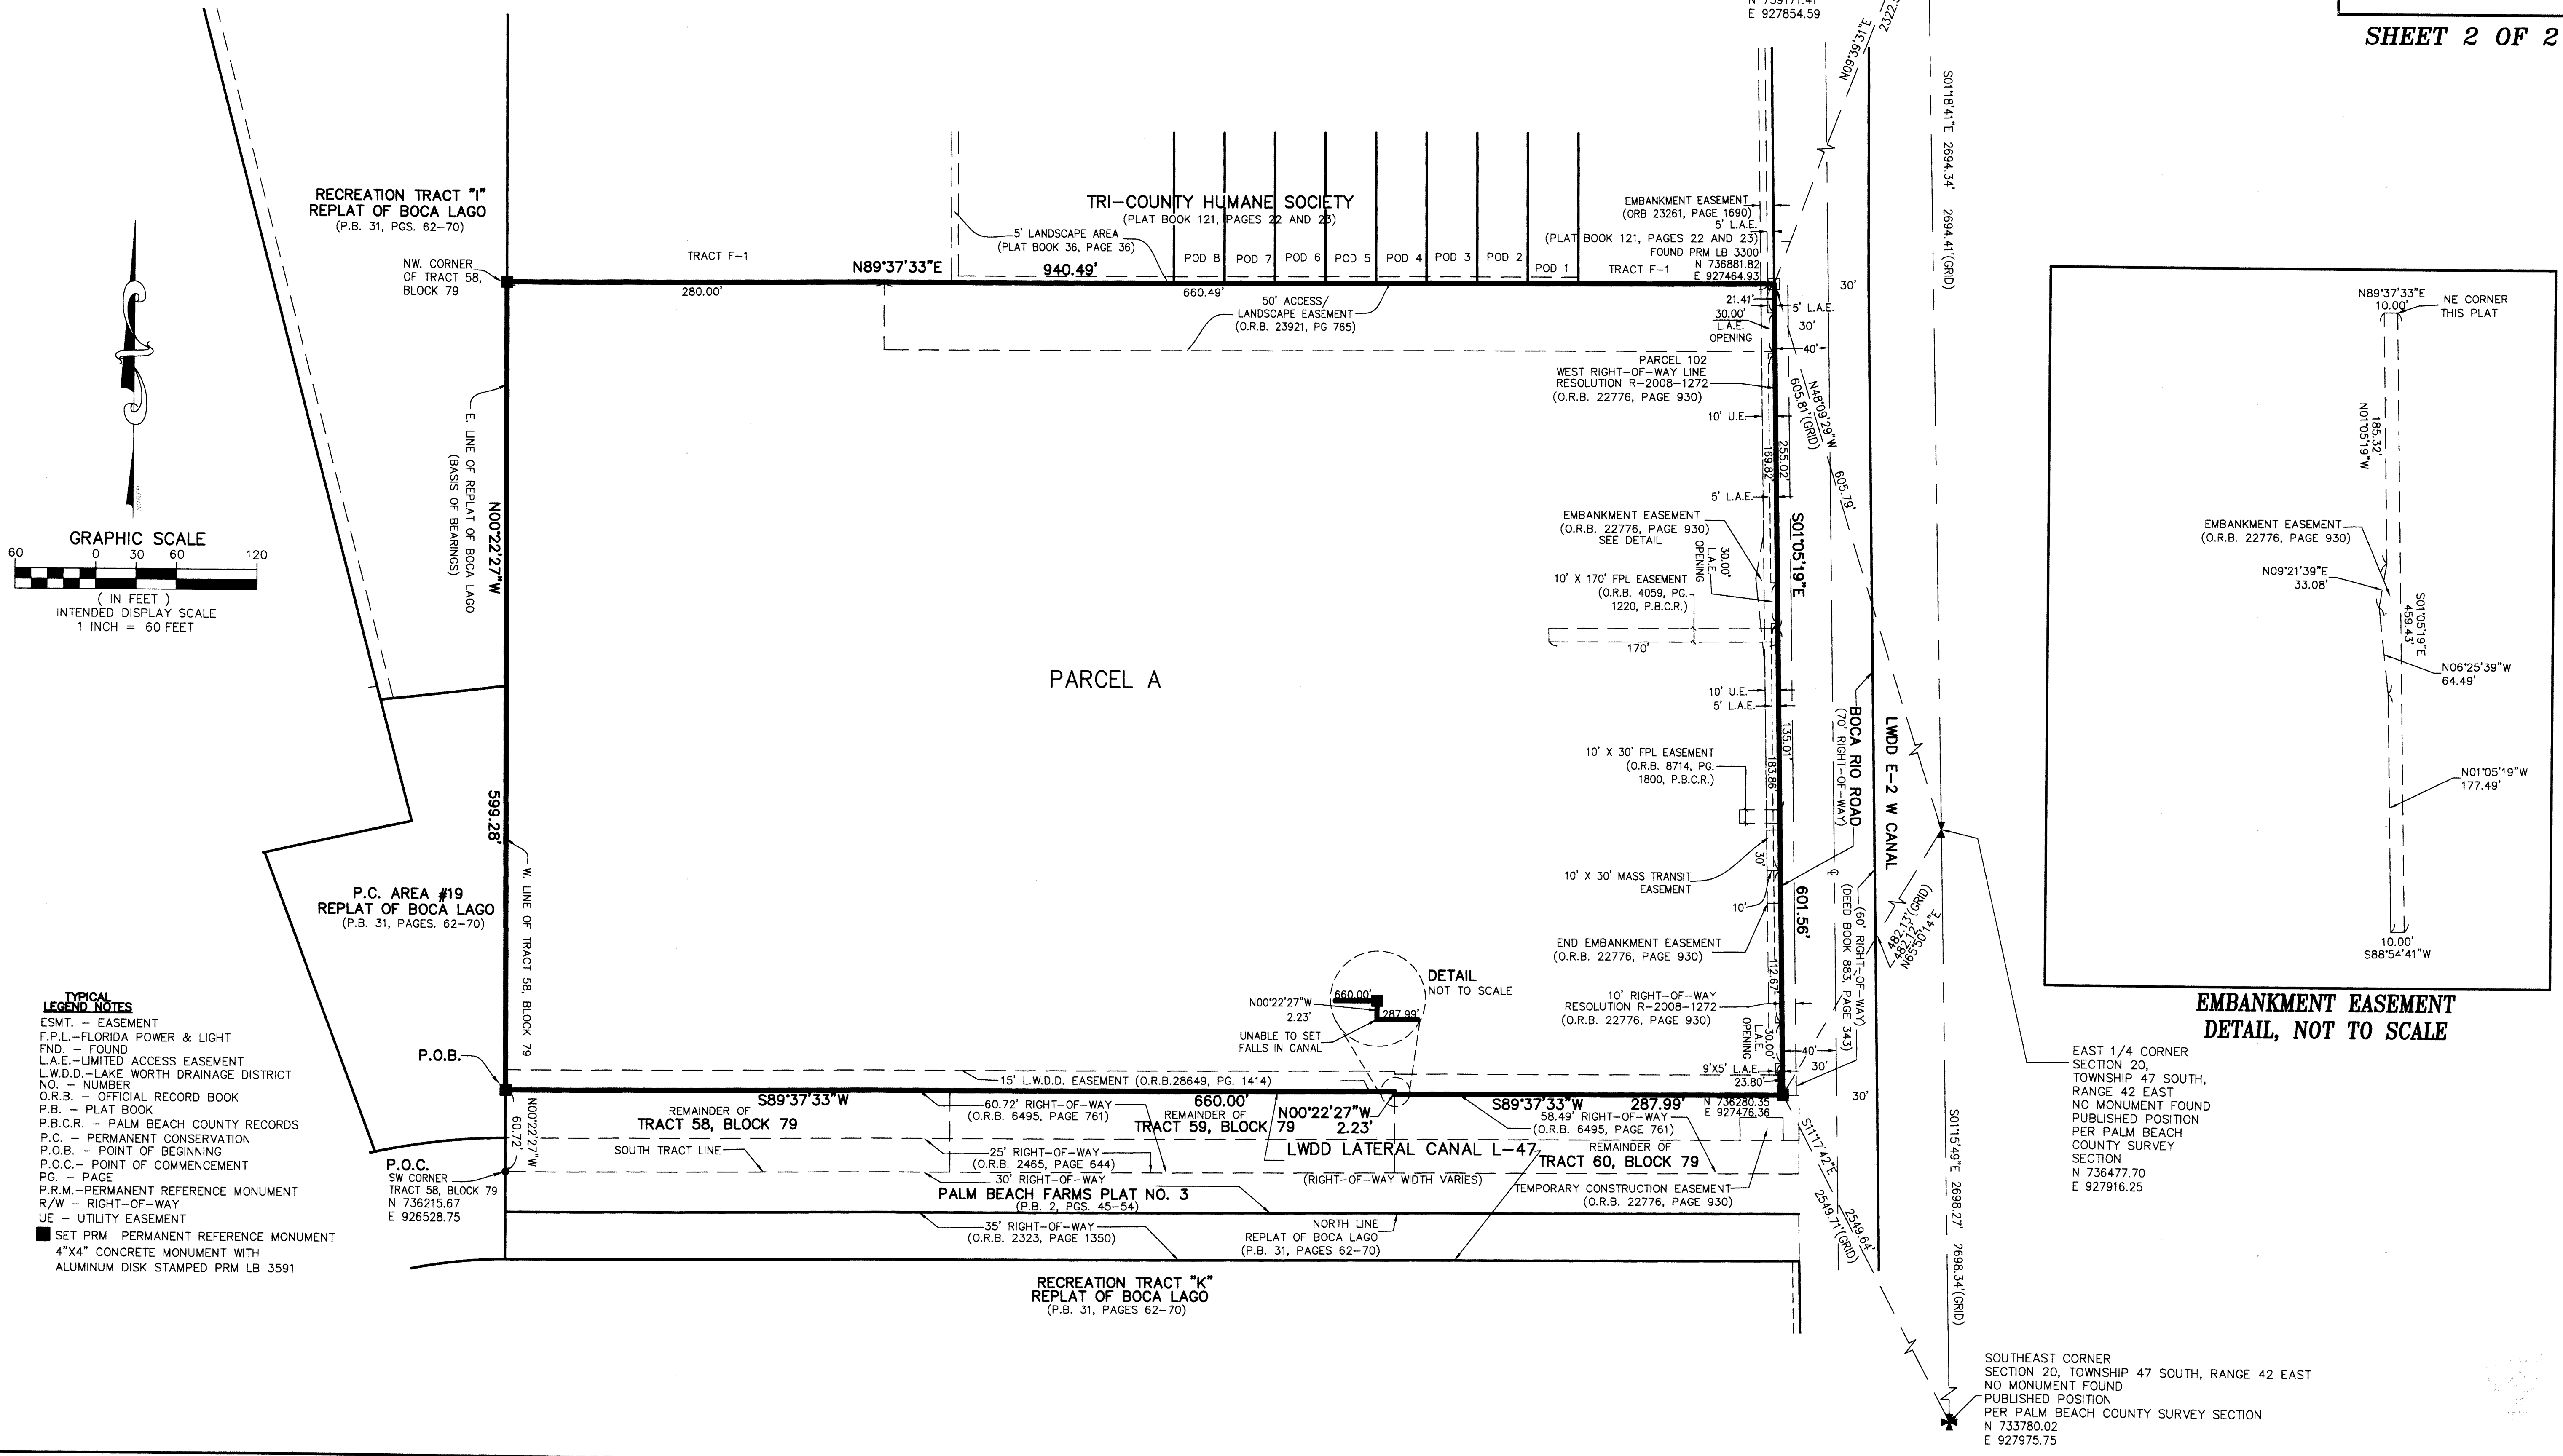 N 739171.41
E 927854.59
SHEET 2 OF 2
N09°39'31"E
S01°18'41"E 2694.34'
2694.41'(GRID)
RECREATION TRACT "I"
REPLAT OF BOCA LAGO
(P.B. 31, PGS. 62-70)
NW. CORNER
OF TRACT 58,
BLOCK 79
TRACT F-1
N89°37'33"E
940.49'
280.00'
660.49'
5' LANDSCAPE AREA
(PLAT BOOK 36, PAGE 36)
TRI-COUNTY HUMANE SOCIETY
(PLAT BOOK 121, PAGES 22 AND 23)
POD 8
POD 7
POD 6
POD 5
POD 4
POD 3
POD 2
POD 1
TRACT F-1
EMBANKMENT EASEMENT
(ORB 23261, PAGE 1690)
5' L.A.E.
(PLAT BOOK 121, PAGES 22 AND 23)
FOUND PRM LB 3300
N 736881.82
E 927464.93
30'
50' ACCESS/
LANDSCAPE EASEMENT
(O.R.B. 23921, PG 765)
21.41'
5' L.A.E.
30.00'
L.A.E.
OPENING
30'
40'
PARCEL 102
WEST RIGHT-OF-WAY LINE
RESOLUTION R-2008-1272
(O.R.B. 22776, PAGE 930)
10' U.E.
N48°09'29"W
605.81'(GRID)
605.79'
255.02'
169.82'
5' L.A.E.
EMBANKMENT EASEMENT
(O.R.B. 22776, PAGE 930)
SEE DETAIL
30.00'
L.A.E.
OPENING
S01°05'19"E
10' X 170' FPL EASEMENT
(O.R.B. 4059, PG.
1220, P.B.C.R.)
170'
NORTH
GRAPHIC SCALE
60 0 30 60 120
( IN FEET )
INTENDED DISPLAY SCALE
1 INCH = 60 FEET
E. LINE OF REPLAT OF BOCA LAGO
(BASIS OF BEARINGS)
N00°22'27"W
599.28'
W. LINE OF TRACT 58, BLOCK 79
PARCEL A
10' U.E.
5' L.A.E.
135.01'
183.86'
10' X 30' FPL EASEMENT
(O.R.B. 8714, PG.
1800, P.B.C.R.)
BOCA RIO ROAD
(70' RIGHT-OF-WAY)
LWDD E-2 W CANAL
10' X 30' MASS TRANSIT
EASEMENT
30'
10'
601.56'
END EMBANKMENT EASEMENT
(O.R.B. 22776, PAGE 930)
(60' RIGHT-OF-WAY)
(DEED BOOK 883, PAGE 343)
482.13'(GRID)
482.12'
N65°50'14"E
112.67'
10' RIGHT-OF-WAY
RESOLUTION R-2008-1272
(O.R.B. 22776, PAGE 930)
L.A.E.
OPENING
30.00'
40'
30'
9'X5' L.A.E.
23.80'
30'
P.C. AREA #19
REPLAT OF BOCA LAGO
(P.B. 31, PAGES. 62-70)
DETAIL
NOT TO SCALE
660.00'
N00°22'27"W
2.23'
287.99'
UNABLE TO SET
FALLS IN CANAL
P.O.B.
15' L.W.D.D. EASEMENT (O.R.B.28649, PG. 1414)
S89°37'33"W
660.00'
N00°22'27"W
2.23'
S89°37'33"W 287.99'
N 736280.35
E 927476.36
REMAINDER OF
TRACT 58, BLOCK 79
60.72' RIGHT-OF-WAY
(O.R.B. 6495, PAGE 761)
REMAINDER OF
TRACT 59, BLOCK 79
58.49' RIGHT-OF-WAY
(O.R.B. 6495, PAGE 761)
N00°22'27"W
60.72'
SOUTH TRACT LINE
25' RIGHT-OF-WAY
(O.R.B. 2465, PAGE 644)
LWDD LATERAL CANAL L-47
(RIGHT-OF-WAY WIDTH VARIES)
REMAINDER OF
TRACT 60, BLOCK 79
P.O.C.
SW CORNER
TRACT 58, BLOCK 79
N 736215.67
E 926528.75
30' RIGHT-OF-WAY
PALM BEACH FARMS PLAT NO. 3
(P.B. 2, PGS. 45-54)
TEMPORARY CONSTRUCTION EASEMENT
(O.R.B. 22776, PAGE 930)
35' RIGHT-OF-WAY
(O.R.B. 2323, PAGE 1350)
NORTH LINE
REPLAT OF BOCA LAGO
(P.B. 31, PAGES 62-70)
S11°17'42"E
2549.64'
2549.71'(GRID)
RECREATION TRACT "K"
REPLAT OF BOCA LAGO
(P.B. 31, PAGES 62-70)
TYPICAL
LEGEND NOTES
ESMT. - EASEMENT
F.P.L.-FLORIDA POWER & LIGHT
FND. - FOUND
L.A.E.-LIMITED ACCESS EASEMENT
L.W.D.D.-LAKE WORTH DRAINAGE DISTRICT
NO. - NUMBER
O.R.B. - OFFICIAL RECORD BOOK
P.B. - PLAT BOOK
P.B.C.R. - PALM BEACH COUNTY RECORDS
P.C. - PERMANENT CONSERVATION
P.O.B. - POINT OF BEGINNING
P.O.C.- POINT OF COMMENCEMENT
PG. - PAGE
P.R.M.-PERMANENT REFERENCE MONUMENT
R/W - RIGHT-OF-WAY
UE - UTILITY EASEMENT
SET PRM PERMANENT REFERENCE MONUMENT
4"X4" CONCRETE MONUMENT WITH
ALUMINUM DISK STAMPED PRM LB 3591
N89°37'33"E
10.00'
NE CORNER
THIS PLAT
185.32'
N01°05'19"W
EMBANKMENT EASEMENT
(O.R.B. 22776, PAGE 930)
N09°21'39"E
33.08'
S01°05'19"E
459.43'
N06°25'39"W
64.49'
N01°05'19"W
177.49'
10.00'
S88°54'41"W
EMBANKMENT EASEMENT
DETAIL, NOT TO SCALE
EAST 1/4 CORNER
SECTION 20,
TOWNSHIP 47 SOUTH,
RANGE 42 EAST
NO MONUMENT FOUND
PUBLISHED POSITION
PER PALM BEACH
COUNTY SURVEY
SECTION
N 736477.70
E 927916.25
S01°15'49"E 2698.27'
2698.34'(GRID)
SOUTHEAST CORNER
SECTION 20, TOWNSHIP 47 SOUTH, RANGE 42 EAST
NO MONUMENT FOUND
PUBLISHED POSITION
PER PALM BEACH COUNTY SURVEY SECTION
N 733780.02
E 927975.75